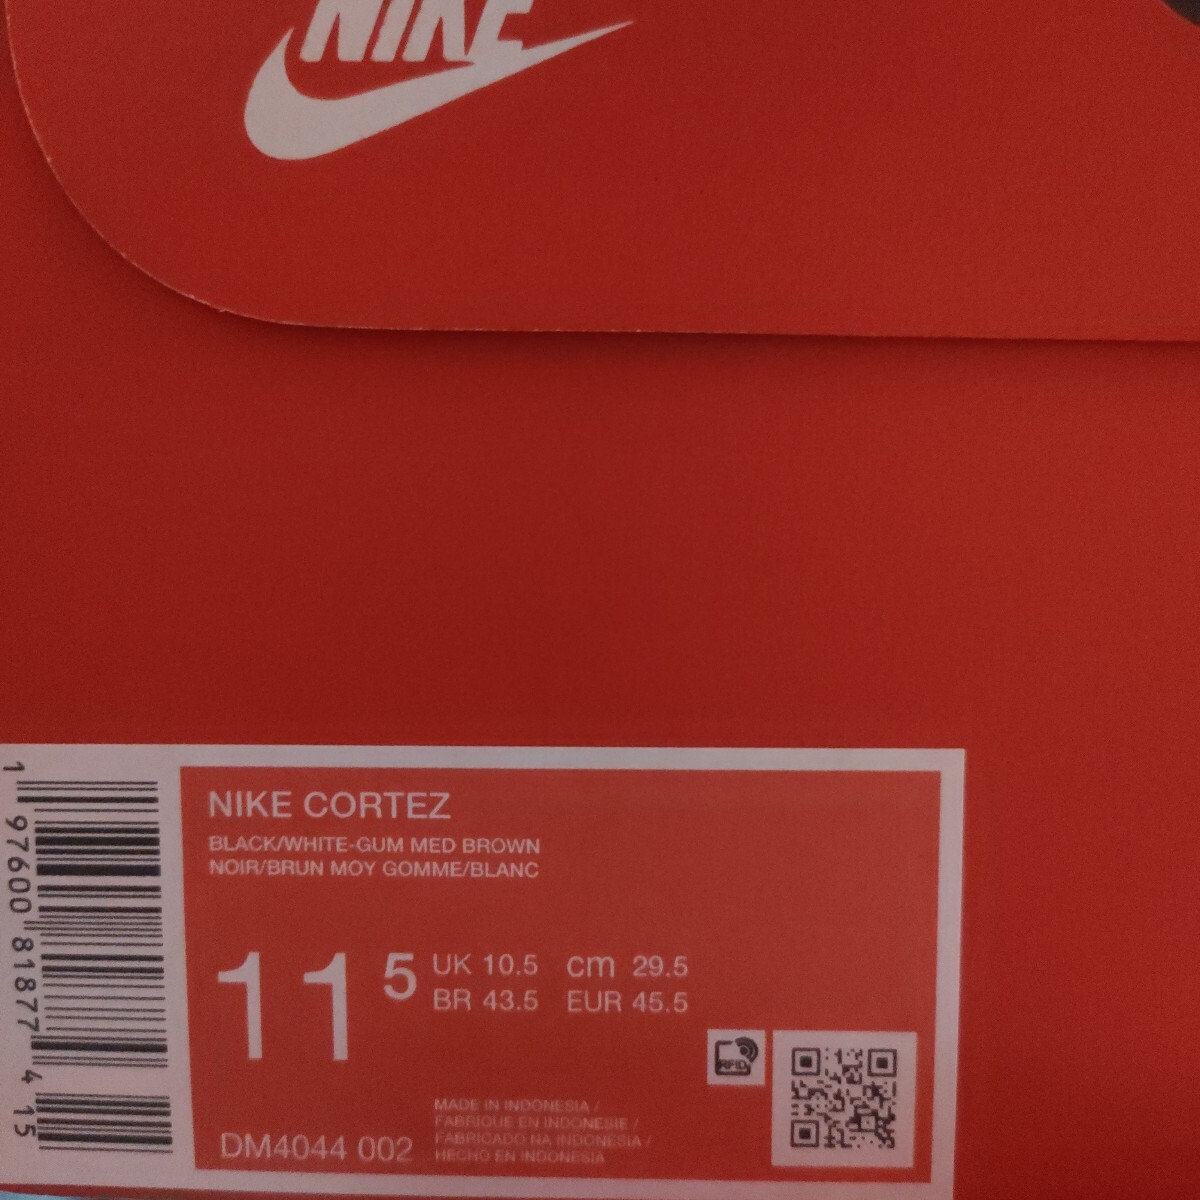 NIKE
NIKE CORTEZ
BLACK/WHITE-GUM MED BROWN
NOIR/BRUN MOY GOMME/BLANC
11 5
UK 10.5 cm 29.5
BR 43.5 EUR 45.5
RFID
DM4044 002
MADE IN INDONESIA /
FABRIQUE EN INDONESIE /
FABRICADO NA INDONESIA /
HECHO EN INDONESIA
1 97600 81877 4 15